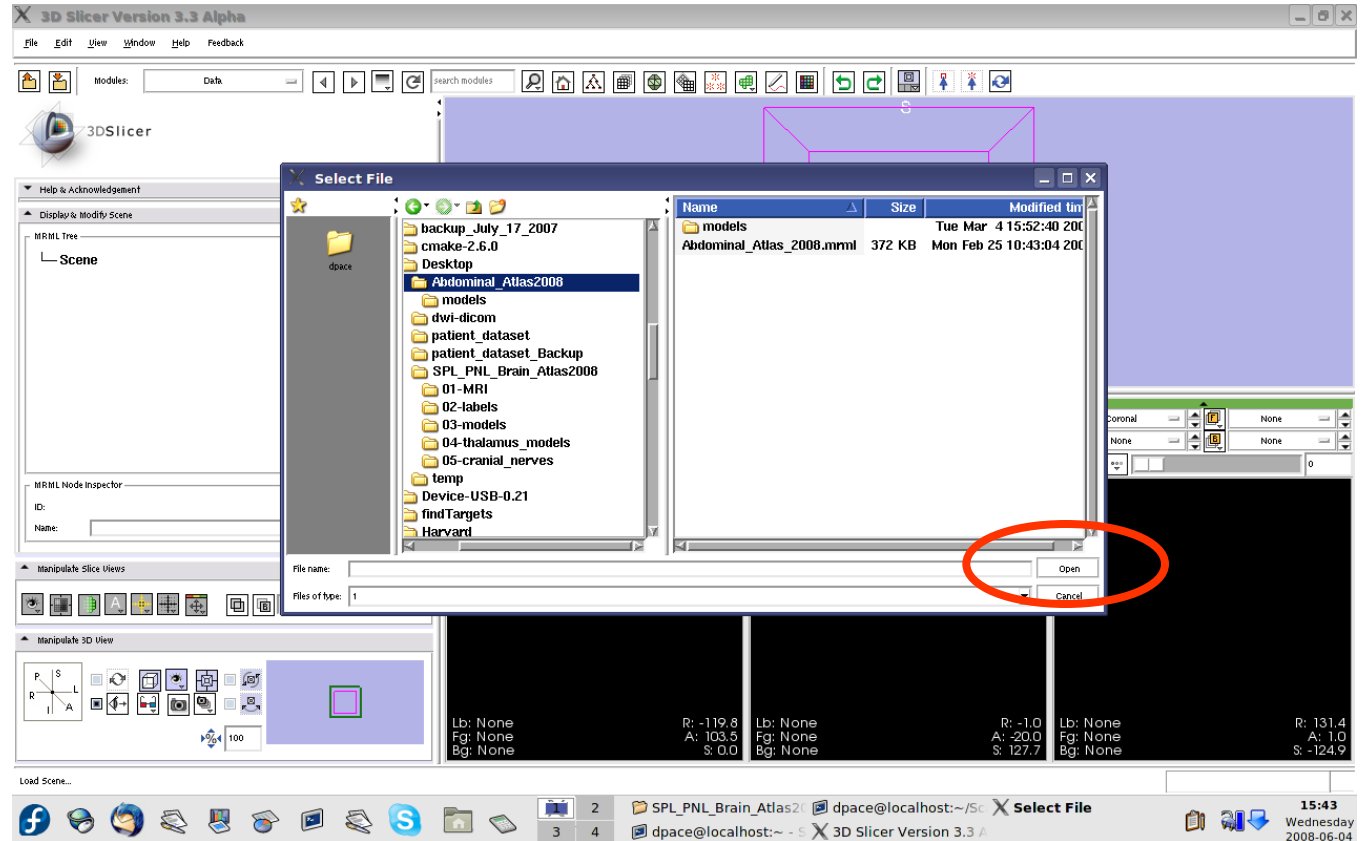 3D Slicer Version 3.3 Alpha
File Edit View Window Help Feedback
Modules: Data search modules
3DSlicer
S
Help & Acknowledgement
Display & Modify Scene
MRML Tree
Scene
MRML Node Inspector
ID:
Name:
Manipulate Slice Views
Manipulate 3D View
P S
R L
I A
100
Select File
dpace
backup_July_17_2007
cmake-2.6.0
Desktop
Abdominal_Atlas2008
models
dwi-dicom
patient_dataset
patient_dataset_Backup
SPL_PNL_Brain_Atlas2008
01-MRI
02-labels
03-models
04-thalamus_models
05-cranial_nerves
temp
Device-USB-0.21
findTargets
Harvard
Name Size Modified tim
models Tue Mar 4 15:52:40 200
Abdominal_Atlas_2008.mrml 372 KB Mon Feb 25 10:43:04 200
File name: Open
Files of type: 1 Cancel
Coronal F None
None B None
0
Lb: None R: -119.8
Fg: None A: 103.5
Bg: None S: 0.0
Lb: None R: -1.0
Fg: None A: -20.0
Bg: None S: 127.7
Lb: None R: 131.4
Fg: None A: 1.0
Bg: None S: -124.9
Load Scene...
1 2
3 4
SPL_PNL_Brain_Atlas2 dpace@localhost:~/Sc Select File
dpace@localhost:~ - S 3D Slicer Version 3.3 A
15:43
Wednesday
2008-06-04